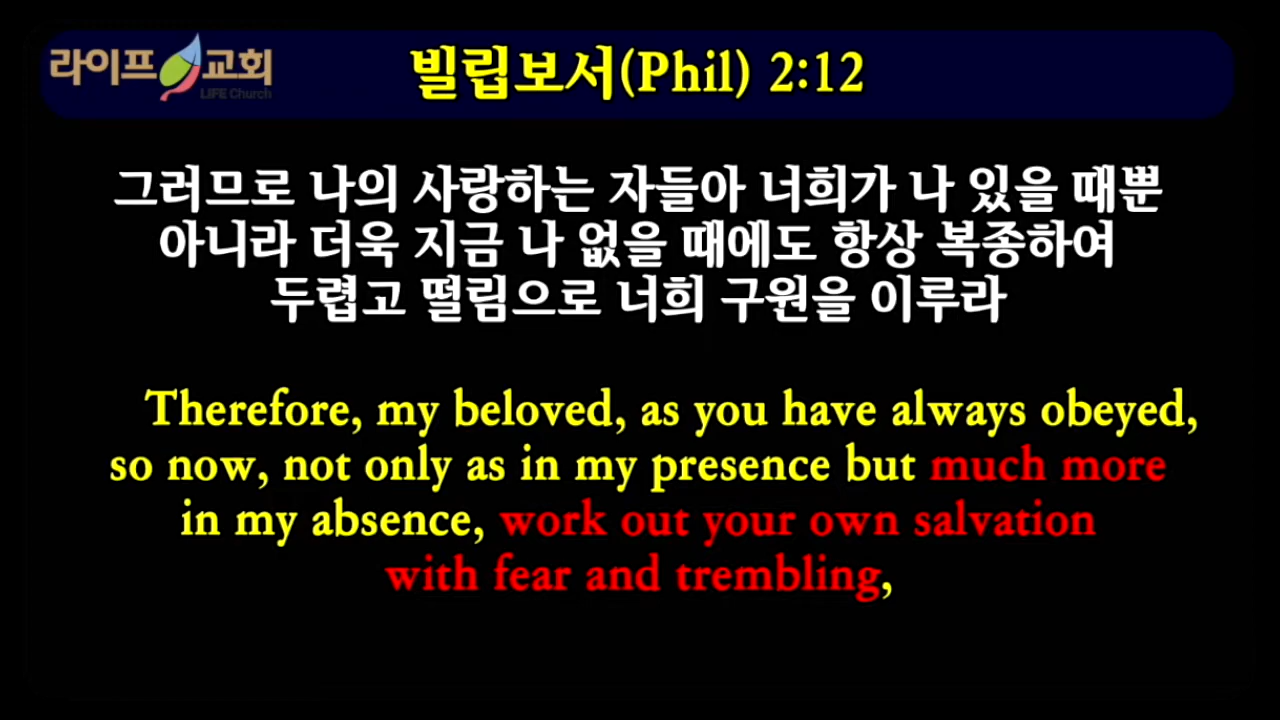 라이프 교회
LIFE Church
빌립보서(Phil) 2:12
그러므로 나의 사랑하는 자들아 너희가 나 있을 때뿐
아니라 더욱 지금 나 없을 때에도 항상 복종하여
두렵고 떨림으로 너희 구원을 이루라
Therefore, my beloved, as you have always obeyed,
so now, not only as in my presence but much more
in my absence, work out your own salvation
with fear and trembling,